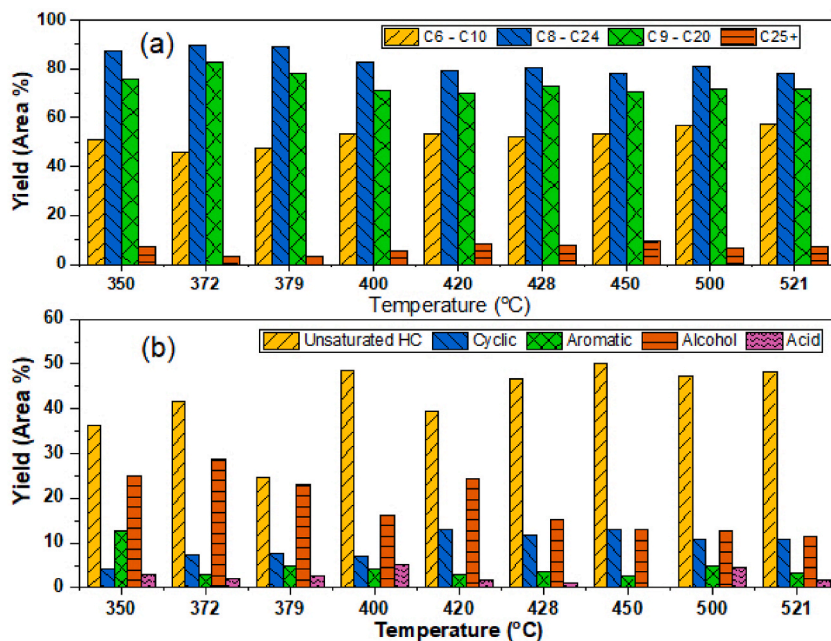 100
(a)
C6 - C10
C8 - C24
C9 - C20
C25+
80
60
40
20
0
Yield (Area %)
350 372 379 400 420 428 450 500 521
Temperature (ºC)
60
(b)
Unsaturated HC
Cyclic
Aromatic
Alcohol
Acid
50
40
30
20
10
0
Yield (Area %)
350 372 379 400 420 428 450 500 521
Temperature (ºC)